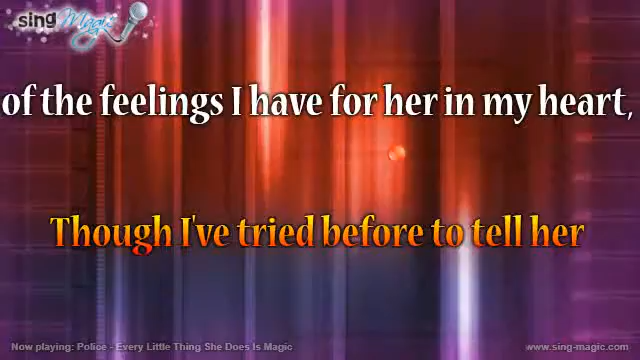 sing Magic
of the feelings I have for her in my heart,
Though I've tried before to tell her
Now playing: Police - Every Little Thing She Does Is Magic
www.sing-magic.com